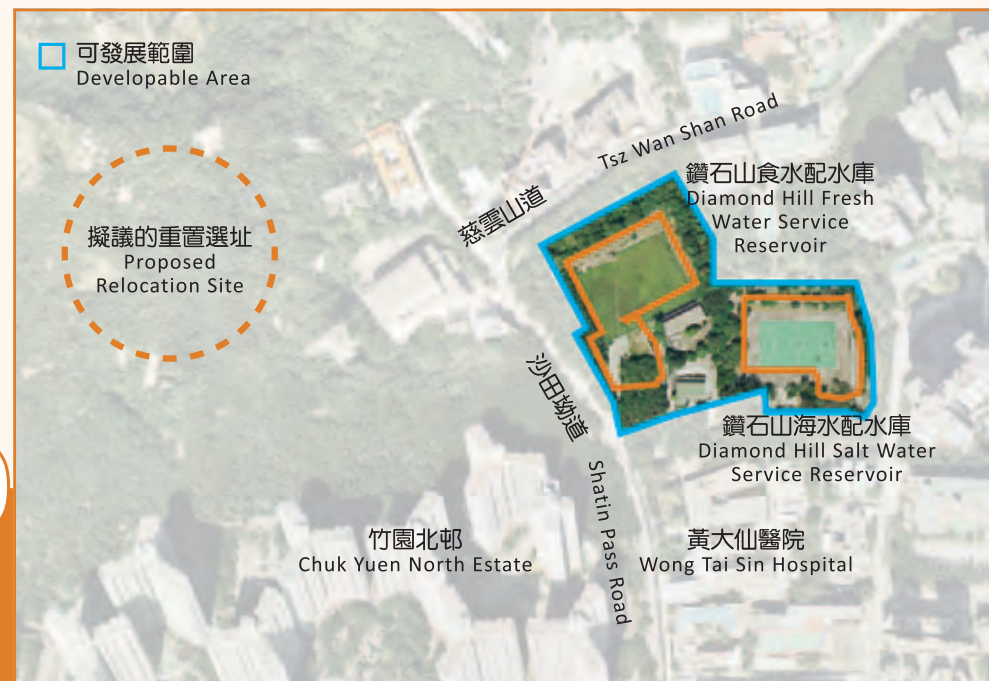 可發展範圍
Developable Area
Tsz Wan Shan Road
慈雲山道
鑽石山食水配水庫
Diamond Hill Fresh
Water Service
Reservoir
擬議的重置選址
Proposed
Relocation Site
沙田坳道
Shatin Pass Road
鑽石山海水配水庫
Diamond Hill Salt Water
Service Reservoir
竹園北邨
Chuk Yuen North Estate
黃大仙醫院
Wong Tai Sin Hospital